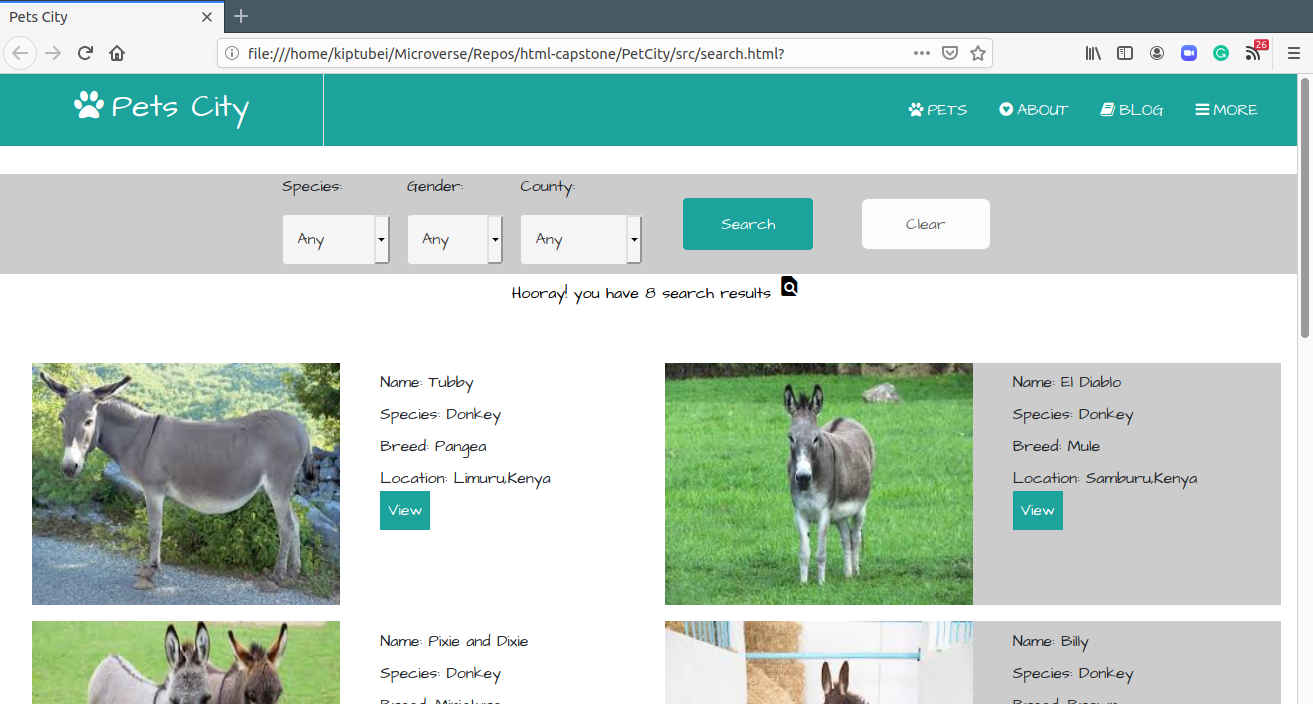 Pets City
file:///home/kiptubei/Microverse/Repos/html-capstone/PetCity/src/search.html?
26
Pets City
PETS
ABOUT
BLOG
MORE
Species:
Gender:
County:
Any
Any
Any
Search
Clear
Hooray! you have 8 search results
Name: Tubby
Species: Donkey
Breed: Pangea
Location: Limuru,Kenya
View
Name: El Diablo
Species: Donkey
Breed: Mule
Location: Samburu,Kenya
View
Name: Pixie and Dixie
Species: Donkey
Breed: Miniature
Name: Billy
Species: Donkey
Breed: Brown